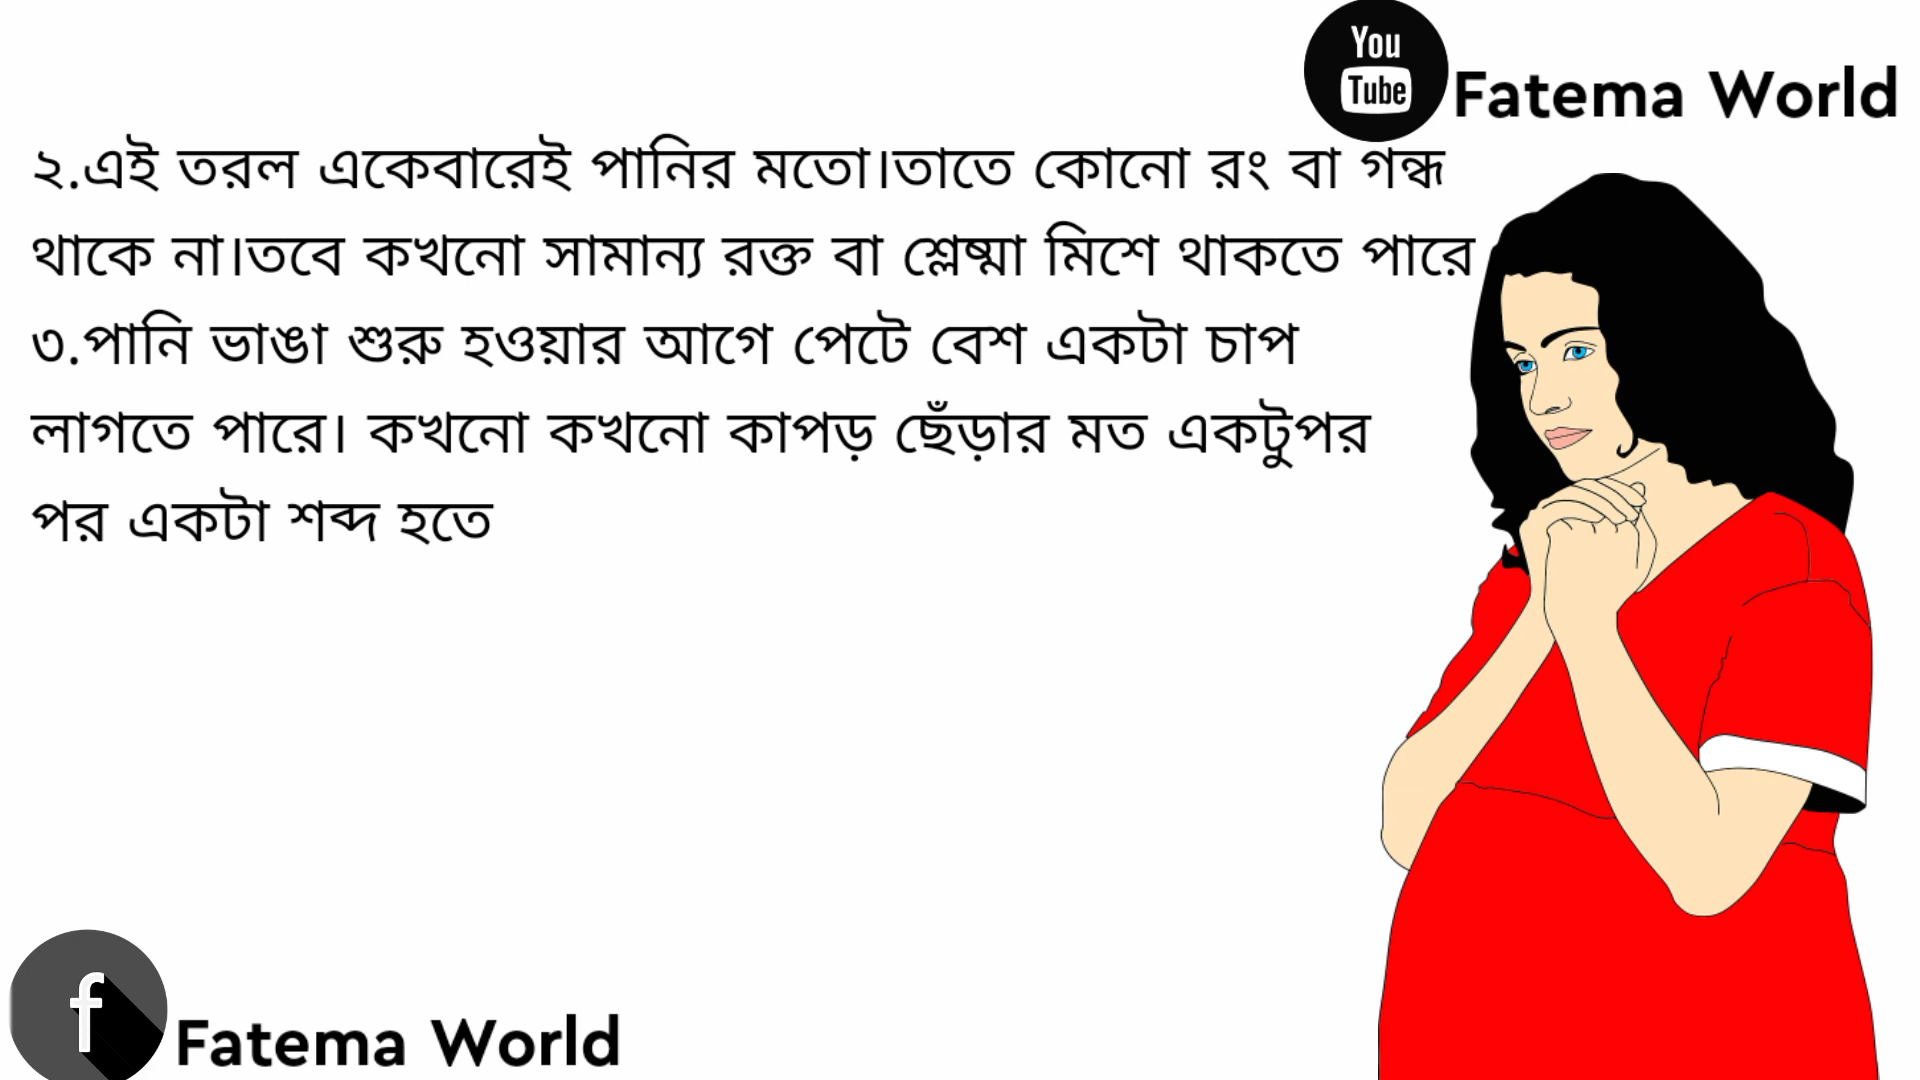 You
Tube
Fatema World
২.এই তরল একেবারেই পানির মতো।তাতে কোনো রং বা গন্ধ
থাকে না।তবে কখনো সামান্য রক্ত বা শ্লেষ্মা মিশে থাকতে পারে
৩.পানি ভাঙা শুরু হওয়ার আগে পেটে বেশ একটা চাপ
লাগতে পারে। কখনো কখনো কাপড় ছেঁড়ার মত একটুপর
পর একটা শব্দ হতে
f
Fatema World